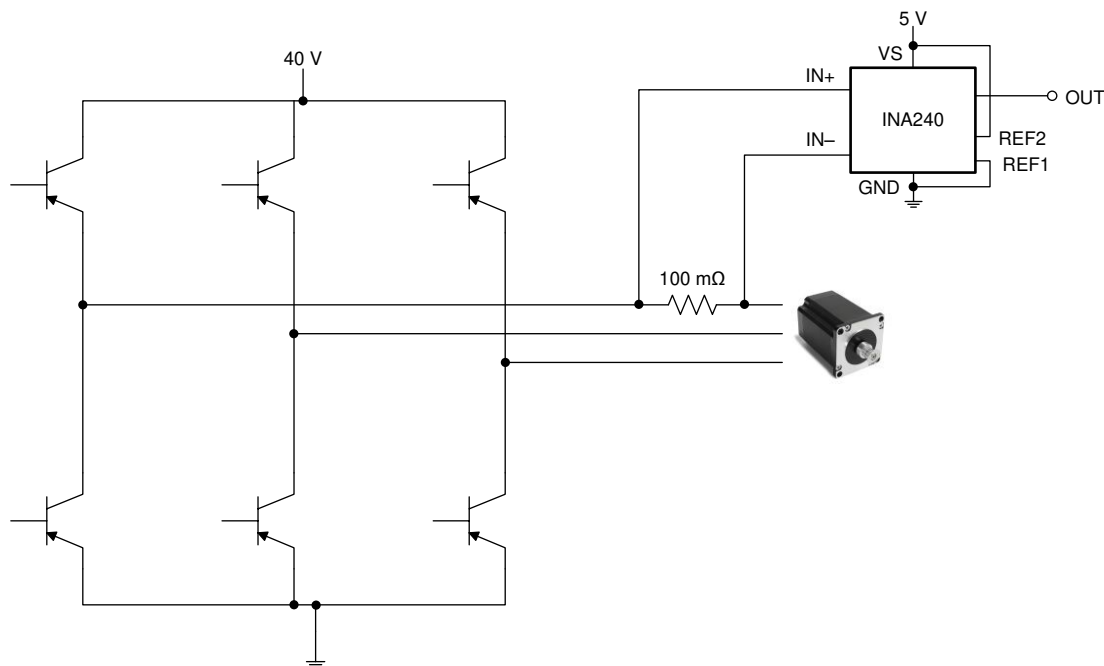 5 V
40 V
VS
IN+
OUT
INA240
IN–
REF2
REF1
GND
100 mΩ